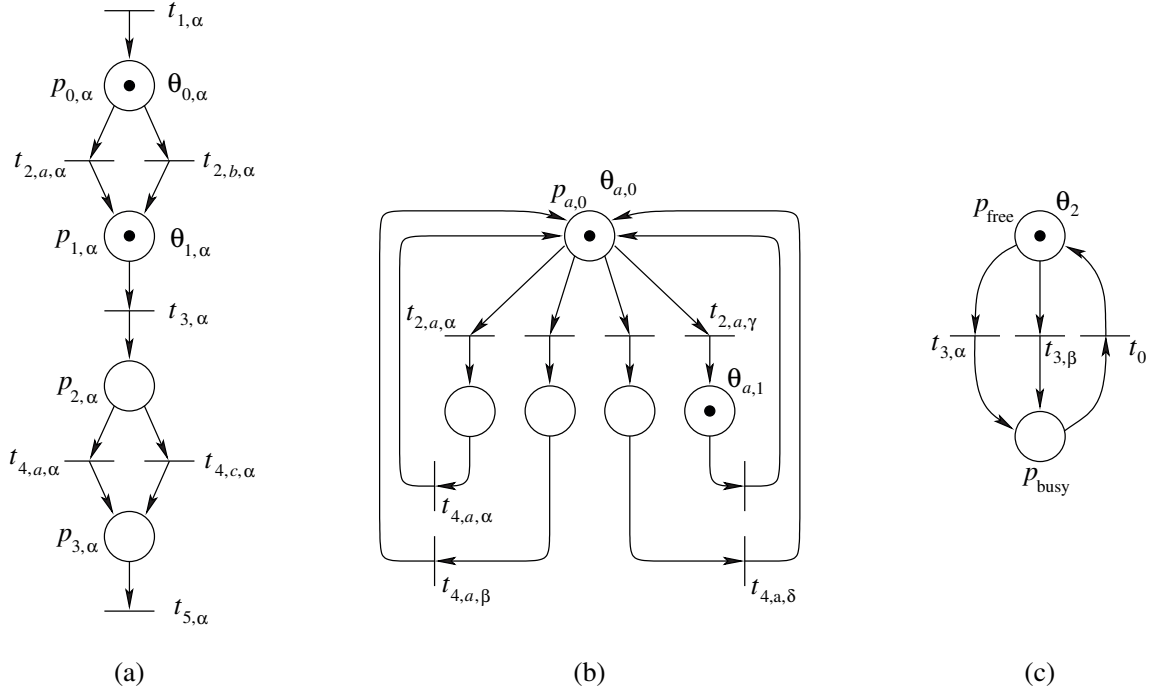 t1,α
p0,α θ0,α
t2,a,α t2,b,α
p1,α θ1,α
t3,α
p2,α
t4,a,α t4,c,α
p3,α
t5,α
(a)
pa,0 θa,0
t2,a,α t2,a,γ
θa,1
t4,a,α
t4,a,β t4,a,δ
(b)
pfree θ2
t3,α t3,β t0
pbusy
(c)